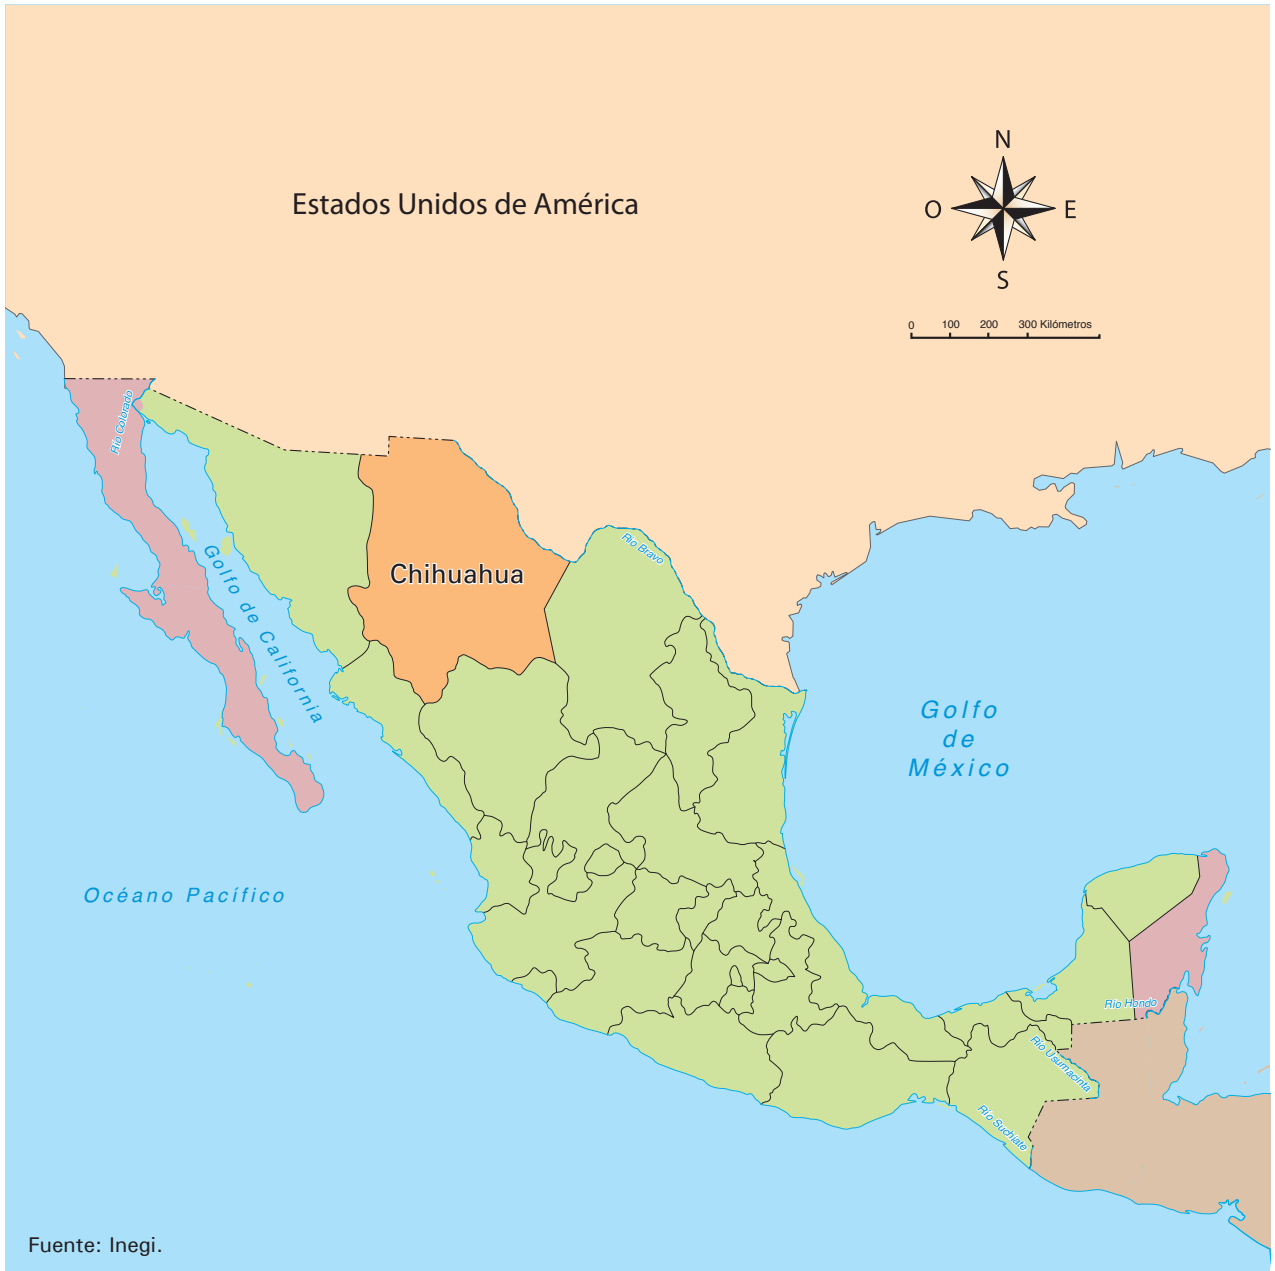 N
Estados Unidos de América
O
E
S
0 100 200 300 Kilómetros
Río Colorado
Río Bravo
Chihuahua
Golfo de California
Golfo
de
México
Océano Pacífico
Río Hondo
Río Usumacinta
Río Suchiate
Fuente: Inegi.